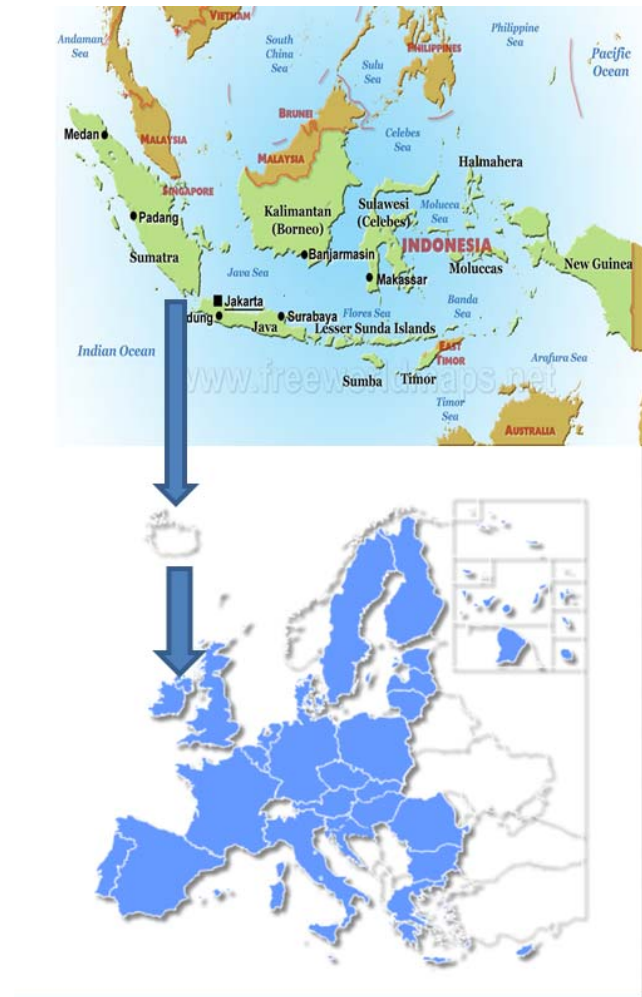 VIETNAM
Andaman
Sea
South
China
Sea
Sulu
Sea
PHILIPPINES
Philippine
Sea
Pacific
Ocean
Medan
MALAYSIA
BRUNEI
MALAYSIA
Celebes
Sea
Halmahera
SINGAPORE
Padang
Kalimantan
(Borneo)
Sulawesi
(Celebes)
Molucca
Sea
INDONESIA
Sumatra
Banjarmasin
Java Sea
Makassar
Moluccas
New Guinea
Jakarta
dung
Java
Surabaya
Flores Sea
Banda
Sea
Lesser Sunda Islands
Indian Ocean
EAST
TIMOR
Arafura Sea
www.freeworldmaps.net
Sumba
Timor
Timor
Sea
AUSTRALIA